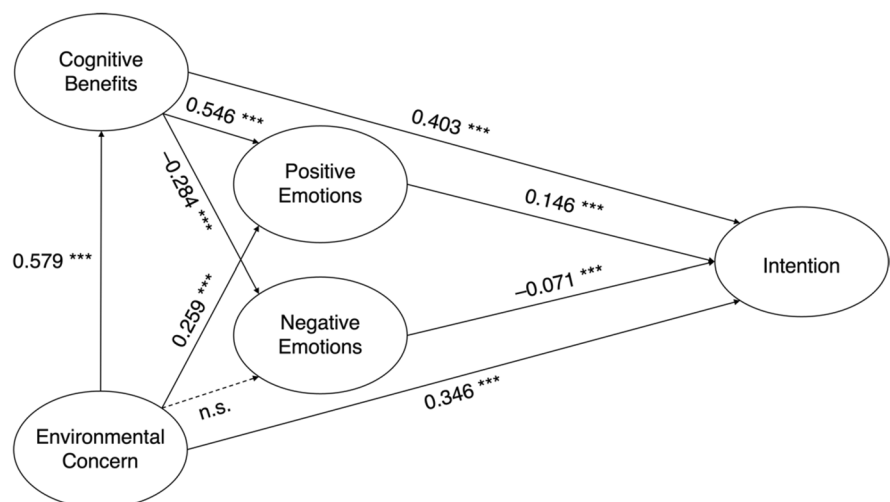 Cognitive
Benefits
0.546 ***
0.403 ***
Positive
Emotions
–0.284 ***
0.146 ***
0.579 ***
Intention
–0.071 ***
0.259 ***
Negative
Emotions
n.s.
0.346 ***
Environmental
Concern